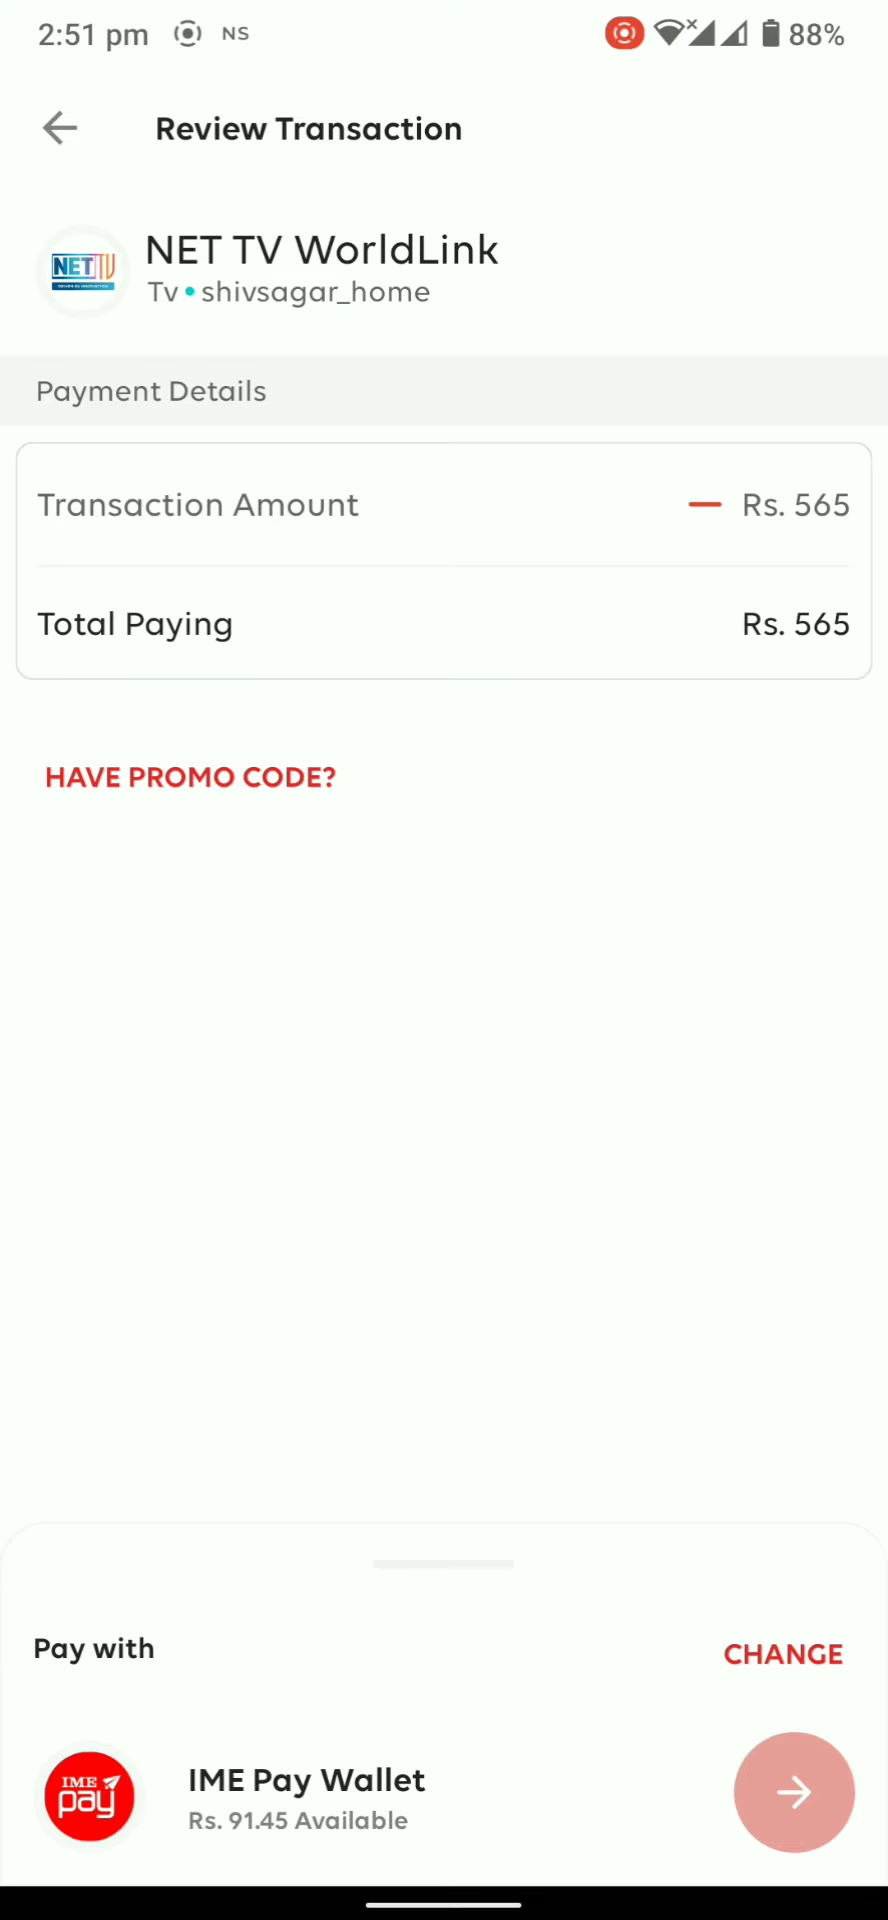 2:51 pm NS 88%
Review Transaction
NET TV
NET TV WorldLink
Tv • shivsagar_home
Payment Details
Transaction Amount — Rs. 565
Total Paying Rs. 565
HAVE PROMO CODE?
Pay with
CHANGE
IME pay
IME Pay Wallet
Rs. 91.45 Available